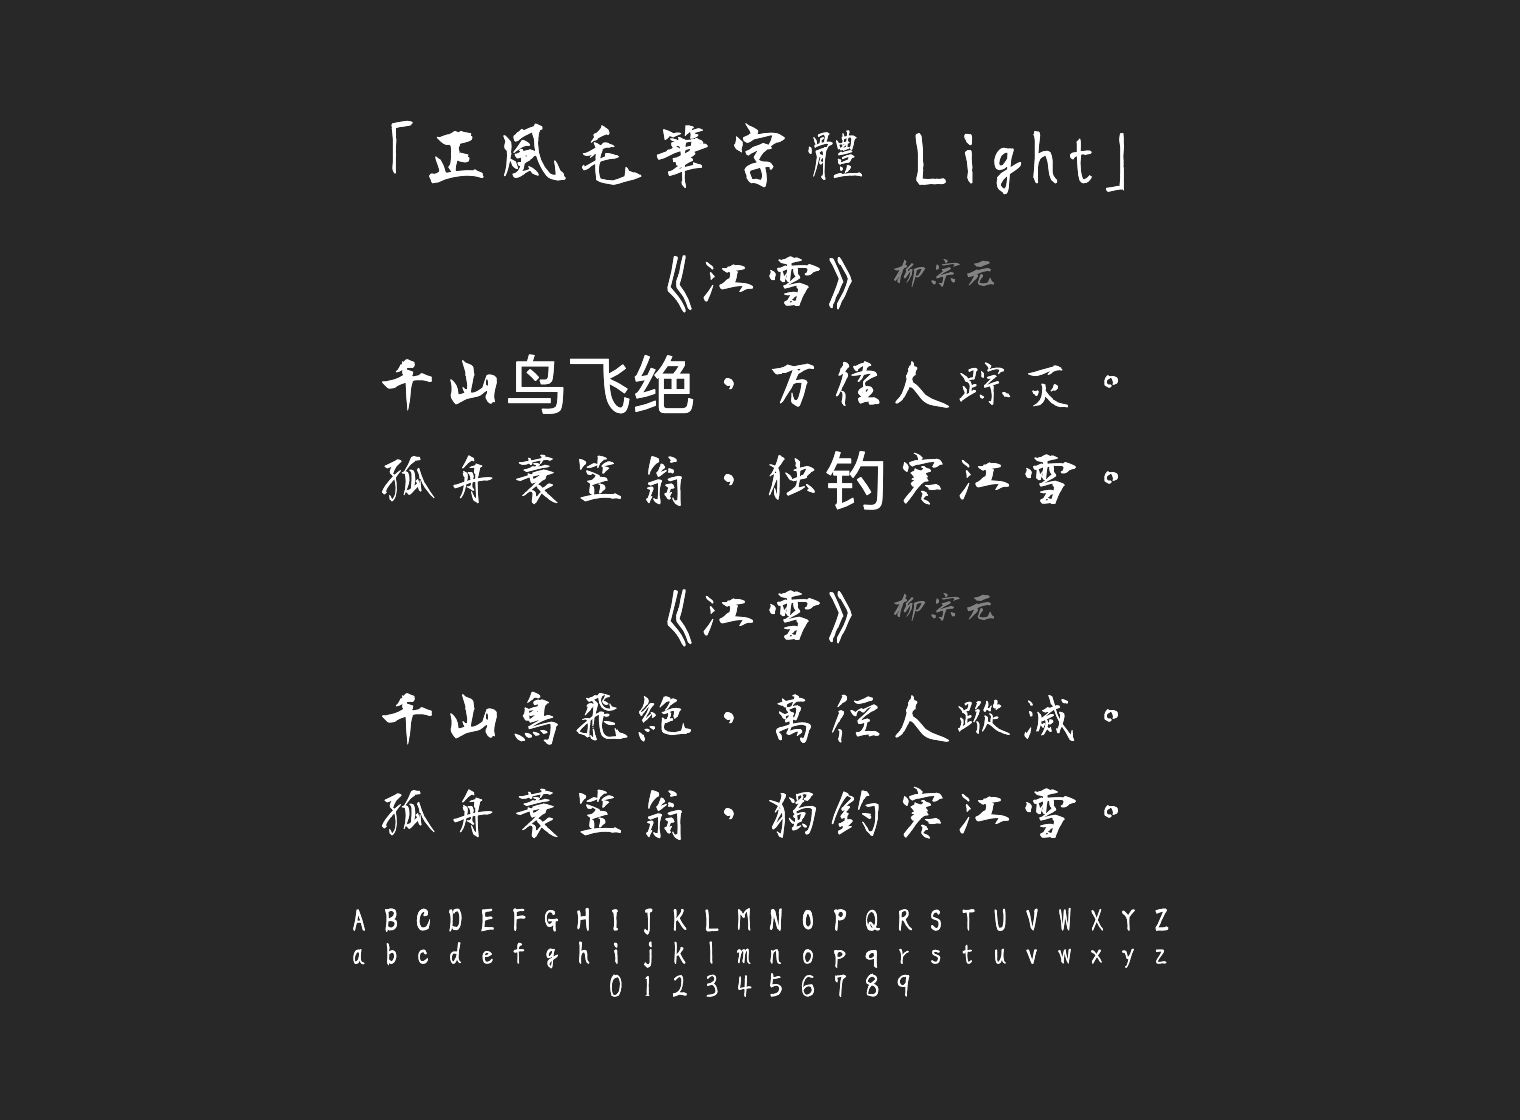 「正風毛筆字體 Light」
《江雪》 柳宗元
千山鸟飞绝，万徑人踪灭。
孤舟蓑笠翁，独钓寒江雪。
《江雪》 柳宗元
千山鳥飛絕，萬徑人蹤滅。
孤舟蓑笠翁，獨釣寒江雪。
A B C D E F G H I J K L M N O P Q R S T U V W X Y Z
a b c d e f g h i j k l m n o p q r s t u v w x y z
0 1 2 3 4 5 6 7 8 9